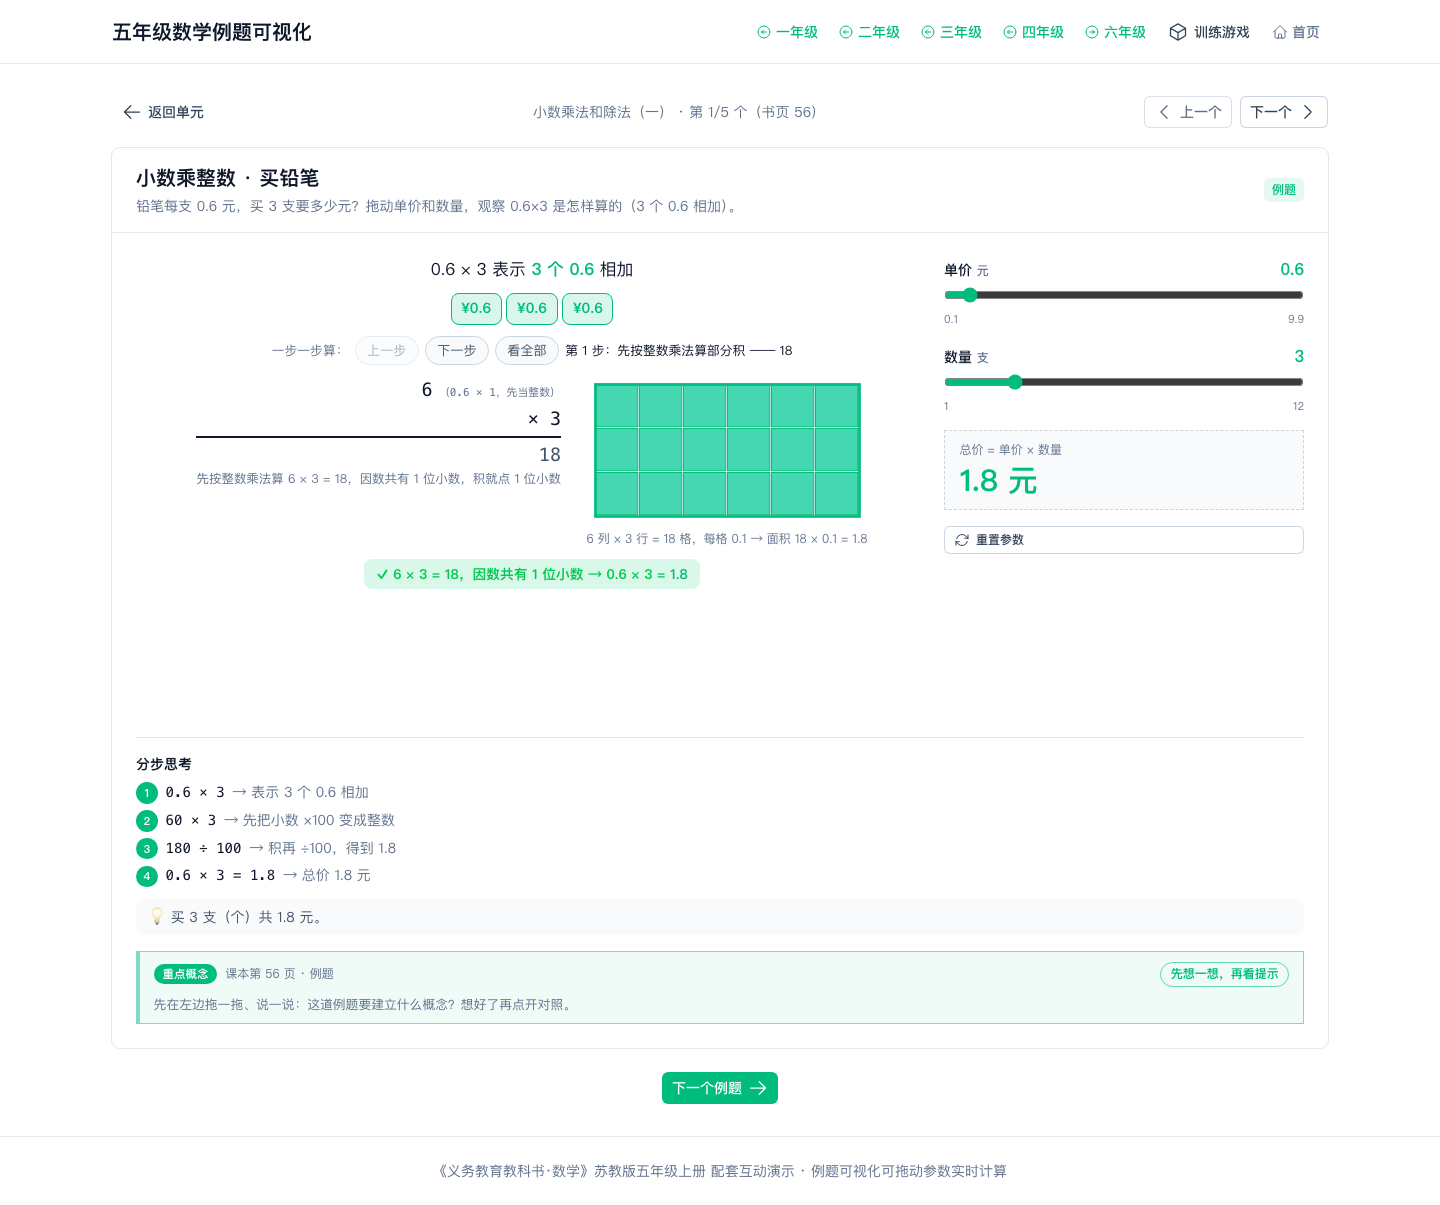 五年级数学例题可视化
一年级 二年级 三年级 四年级 六年级 训练游戏 首页
返回单元
小数乘法和除法（一） · 第 1/5 个（书页 56）
上一个 下一个
小数乘整数 · 买铅笔
铅笔每支 0.6 元，买 3 支要多少元？拖动单价和数量，观察 0.6×3 是怎样算的（3 个 0.6 相加）。
例题
0.6 × 3 表示 3 个 0.6 相加
¥0.6 ¥0.6 ¥0.6
一步一步算： 上一步 下一步 看全部 第 1 步：先按整数乘法算部分积 —— 18
6 （0.6 × 1，先当整数）
× 3
18
先按整数乘法算 6 × 3 = 18，因数共有 1 位小数，积就点 1 位小数
6 列 × 3 行 = 18 格，每格 0.1 → 面积 18 × 0.1 = 1.8
✓ 6 × 3 = 18，因数共有 1 位小数 → 0.6 × 3 = 1.8
单价 元 0.6
0.1 9.9
数量 支 3
1 12
总价 = 单价 × 数量
1.8 元
重置参数
分步思考
1 0.6 × 3 → 表示 3 个 0.6 相加
2 60 × 3 → 先把小数 ×100 变成整数
3 180 ÷ 100 → 积再 ÷100，得到 1.8
4 0.6 × 3 = 1.8 → 总价 1.8 元
💡 买 3 支（个）共 1.8 元。
重点概念 课本第 56 页 · 例题
先想一想，再看提示
先在左边拖一拖、说一说：这道例题要建立什么概念？想好了再点开对照。
下一个例题 →
《义务教育教科书·数学》苏教版五年级上册 配套互动演示 · 例题可视化可拖动参数实时计算